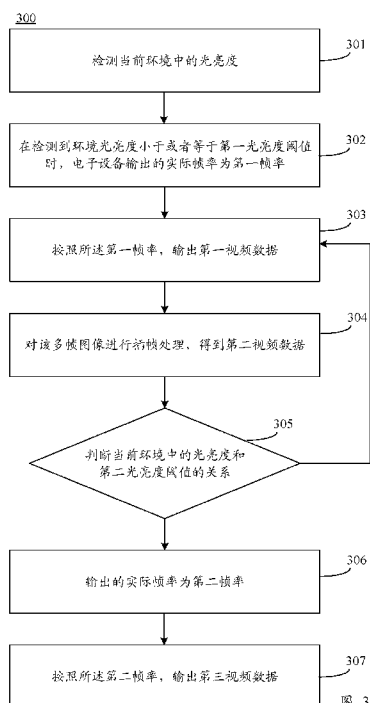 300
301
检测当前环境中的光亮度
302
在检测到环境光亮度小于或者等于第一光亮度阈值
时，电子设备输出的实际帧率为第一帧率
303
按照所述第一帧率，输出第一视频数据
304
对该多帧图像进行插帧处理，得到第二视频数据
305
判断当前环境中的光亮度和
第二光亮度阈值的关系
306
输出的实际帧率为第二帧率
307
按照所述第二帧率，输出第三视频数据
图 3